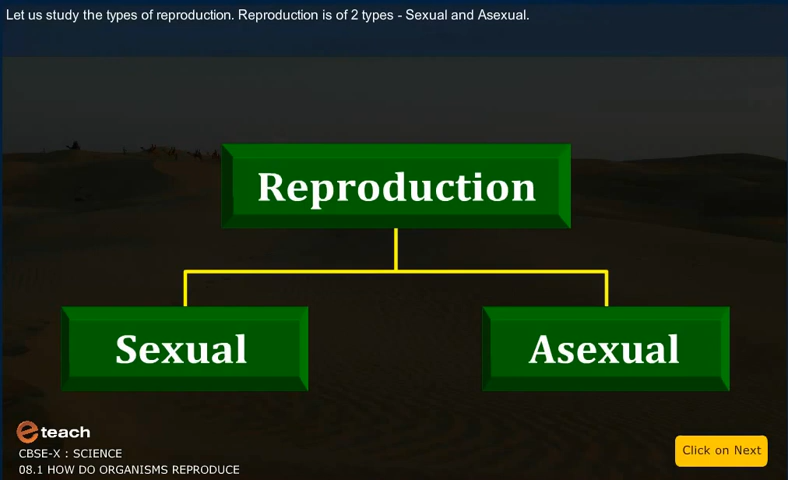 Let us study the types of reproduction. Reproduction is of 2 types - Sexual and Asexual.
Reproduction
Sexual
Asexual
eteach
CBSE-X : SCIENCE
08.1 HOW DO ORGANISMS REPRODUCE
Click on Next